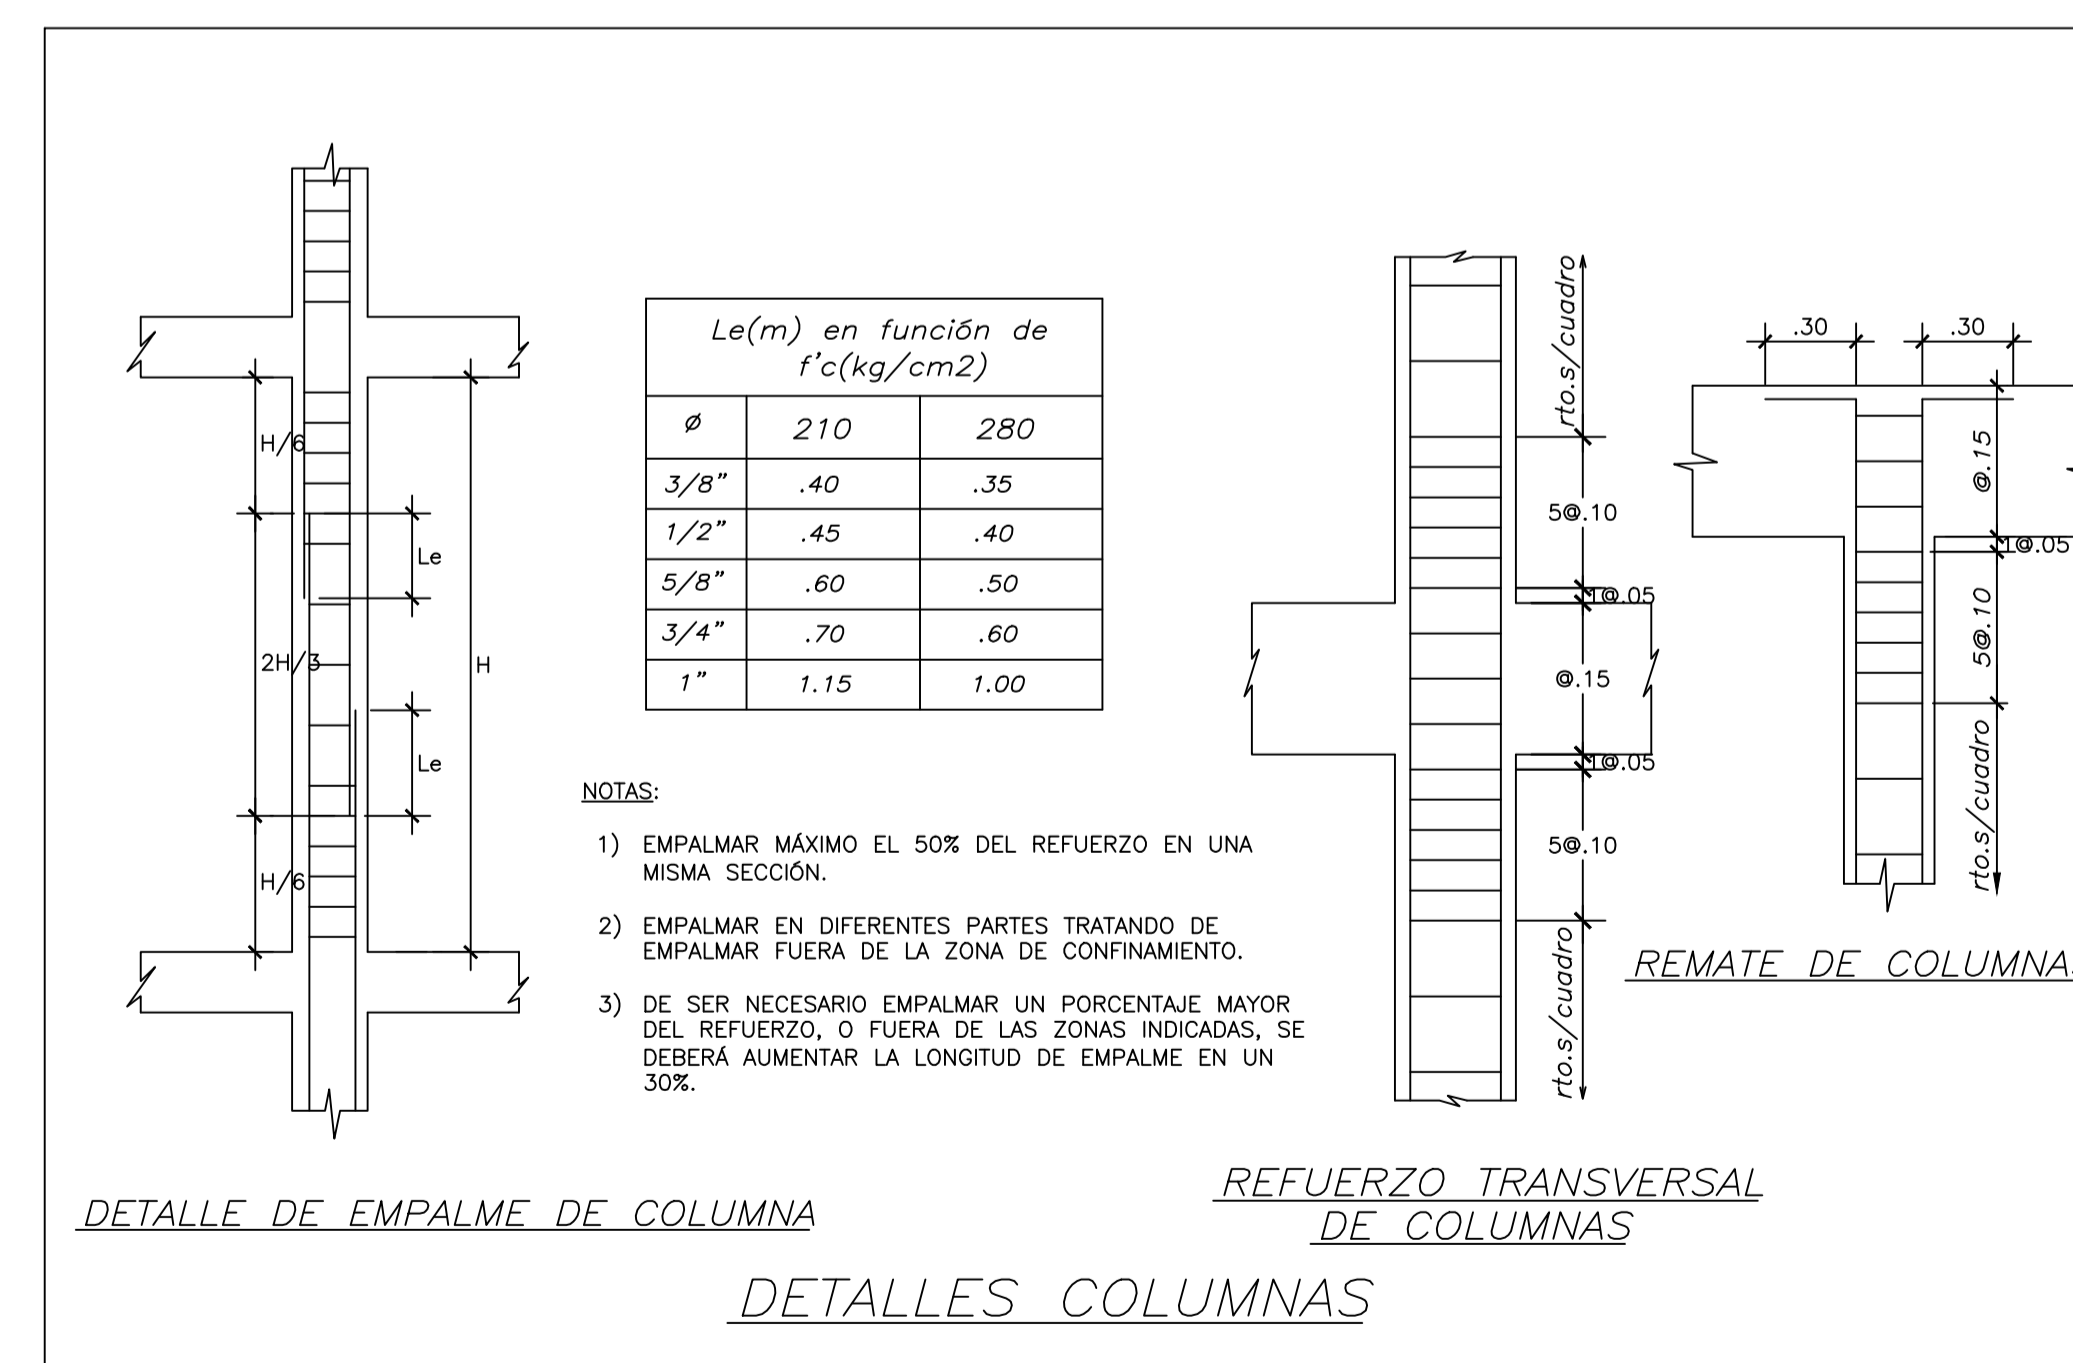 H/6
Le
2H/3
H
Le
H/6
DETALLE DE EMPALME DE COLUMNA
Le(m) en función de
f'c(kg/cm2)
Ø 210 280
3/8" .40 .35
1/2" .45 .40
5/8" .60 .50
3/4" .70 .60
1" 1.15 1.00
NOTAS:
1) EMPALMAR MÁXIMO EL 50% DEL REFUERZO EN UNA
MISMA SECCIÓN.
2) EMPALMAR EN DIFERENTES PARTES TRATANDO DE
EMPALMAR FUERA DE LA ZONA DE CONFINAMIENTO.
3) DE SER NECESARIO EMPALMAR UN PORCENTAJE MAYOR
DEL REFUERZO, O FUERA DE LAS ZONAS INDICADAS, SE
DEBERÁ AUMENTAR LA LONGITUD DE EMPALME EN UN
30%.
rto.s/cuadro
5@.10
1@.05
@.15
1@.05
5@.10
rto.s/cuadro
REFUERZO TRANSVERSAL
DE COLUMNAS
.30 .30
@.15
1@.05
5@.10
rto.s/cuadro
REMATE DE COLUMNAS
DETALLES COLUMNAS